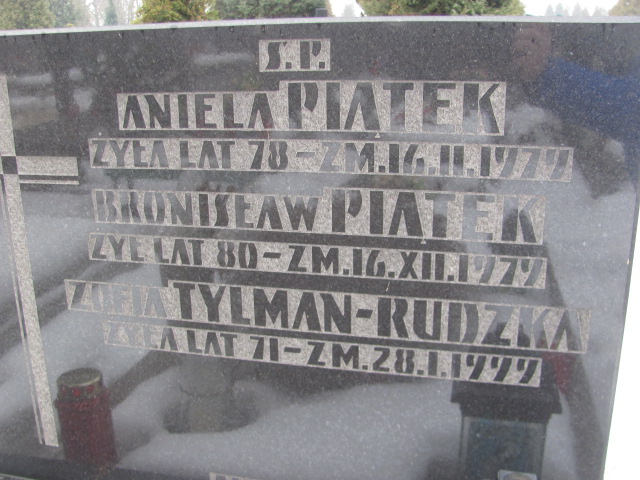 Ś.P.
ANIELA PIĄTEK
ŻYŁA LAT 78 – ZM. 16.II.1979
BRONISŁAW PIĄTEK
ŻYŁ LAT 80 – ZM. 16.XII.1979
ZOFIA TYLMAN-RUDZKA
ŻYŁA LAT 71 – ZM. 28.I.1999